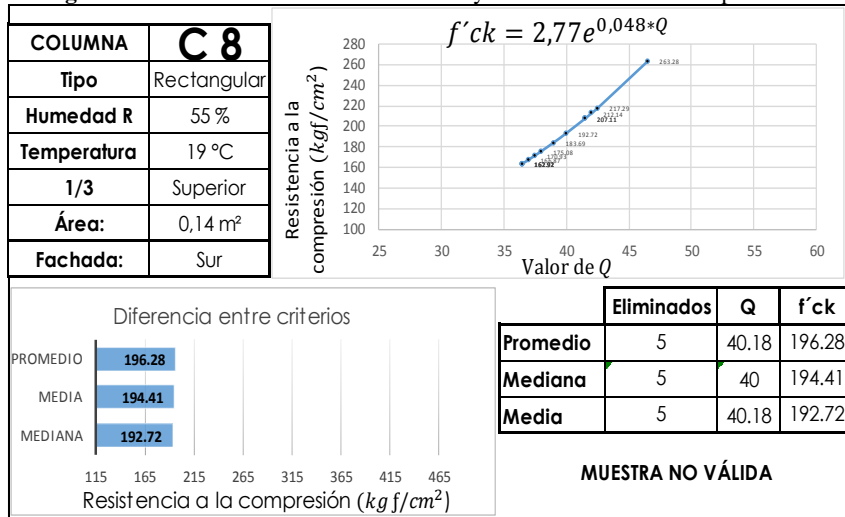 COLUMNA C 8
Tipo Rectangular
Humedad R 55 %
Temperatura 19 °C
1/3 Superior
Área: 0,14 m²
Fachada: Sur
f´ck = 2,77e^{0,048*Q}
Resistencia a la
compresión (kgf/cm²)
280
260
240
220
200
180
160
140
120
100
263.28
217.29
212.14
207.11
192.72
183.69
175.08
162.92
25 30 35 40 45 50 55 60
Valor de Q
Diferencia entre criterios
PROMEDIO 196.28
MEDIA 194.41
MEDIANA 192.72
115 165 215 265 315 365 415 465
Resistencia a la compresión (kg f/cm²)
Eliminados Q f´ck
Promedio 5 40.18 196.28
Mediana 5 40 194.41
Media 5 40.18 192.72
MUESTRA NO VÁLIDA